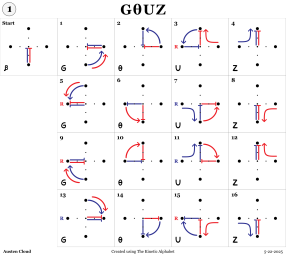 1
GθUZ
Start 1 2 3 4
R
β G θ U Z
5 6 7 8
R R
G θ U Z
9 10 11 12
R R
G θ U Z
13 14 15 16
R R
G θ U Z
Austen Cloud Created using The Kinetic Alphabet 5-22-2025